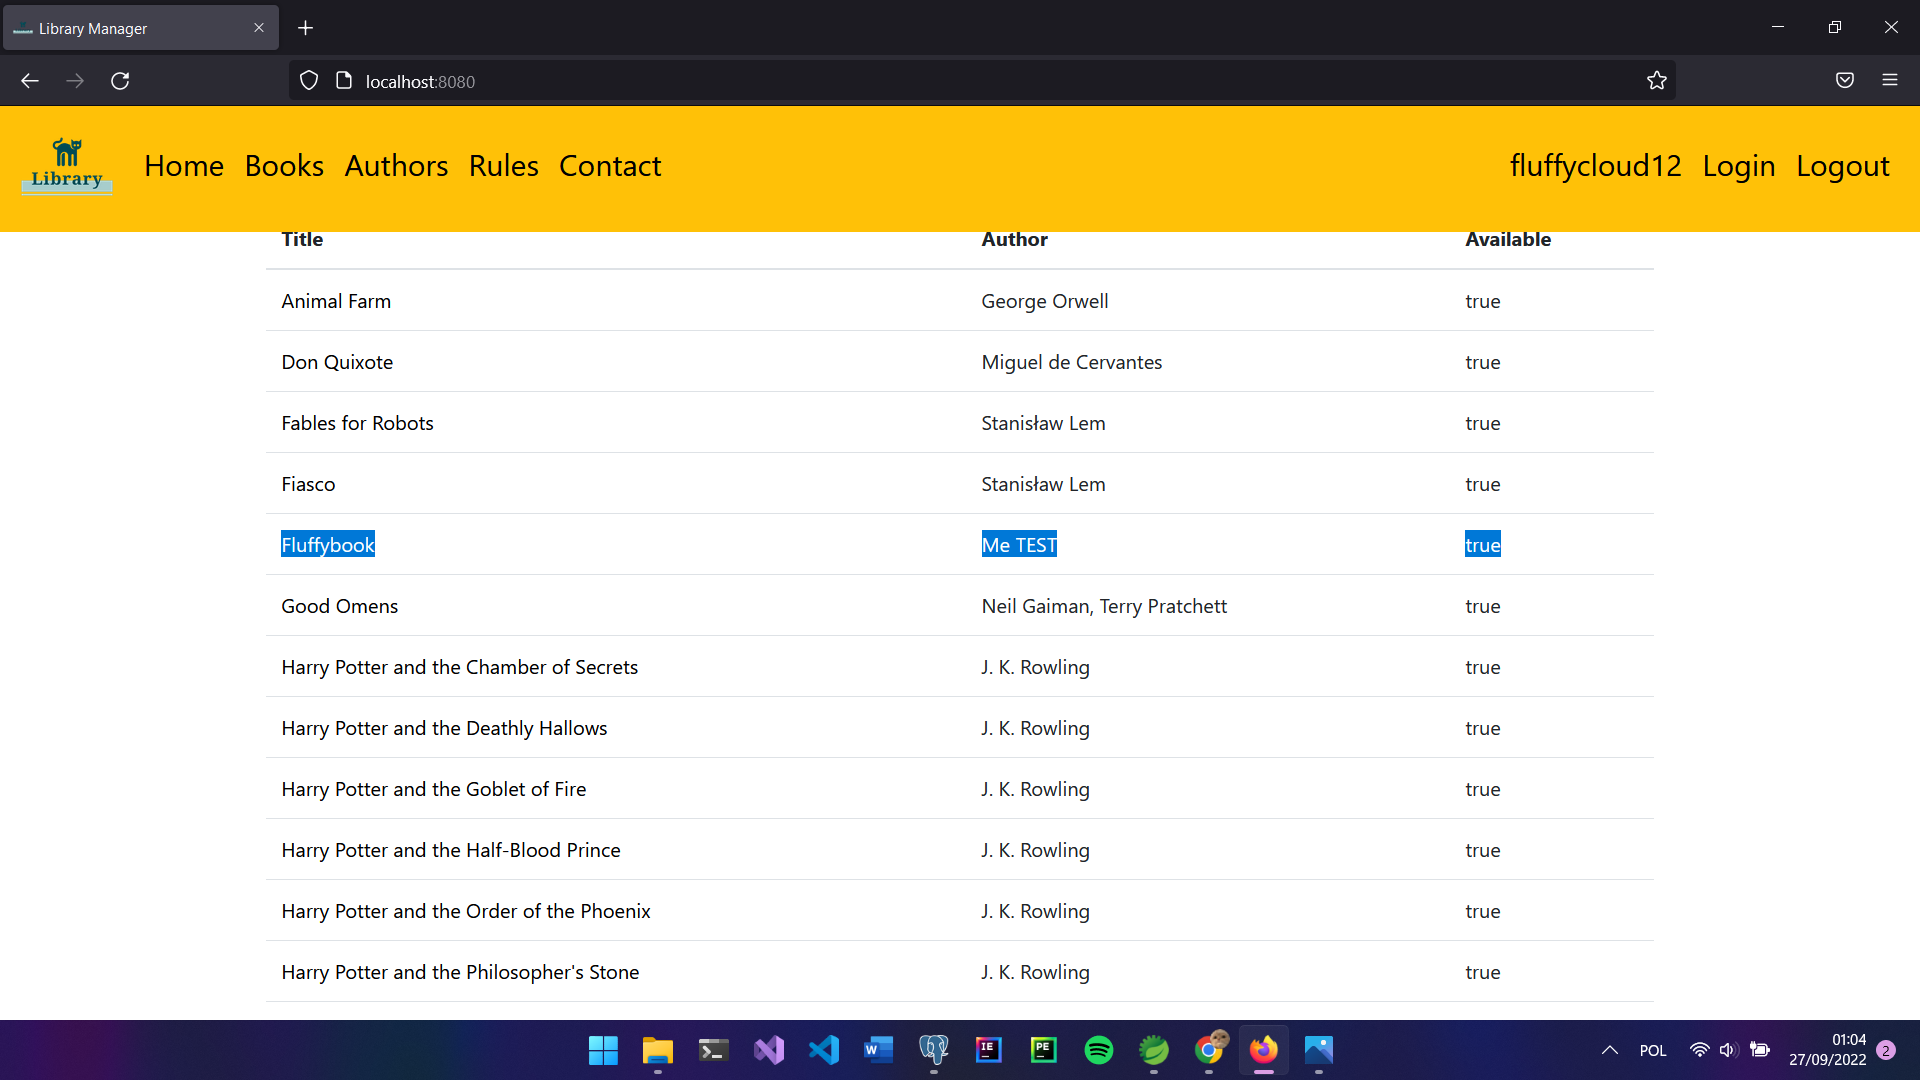 Library Manager
localhost:8080
Library
Home Books Authors Rules Contact fluffycloud12 Login Logout
Title Author Available
Animal Farm George Orwell true
Don Quixote Miguel de Cervantes true
Fables for Robots Stanisław Lem true
Fiasco Stanisław Lem true
Fluffybook Me TEST true
Good Omens Neil Gaiman, Terry Pratchett true
Harry Potter and the Chamber of Secrets J. K. Rowling true
Harry Potter and the Deathly Hallows J. K. Rowling true
Harry Potter and the Goblet of Fire J. K. Rowling true
Harry Potter and the Half-Blood Prince J. K. Rowling true
Harry Potter and the Order of the Phoenix J. K. Rowling true
Harry Potter and the Philosopher's Stone J. K. Rowling true
W IE PE POL 01:04
27/09/2022 2